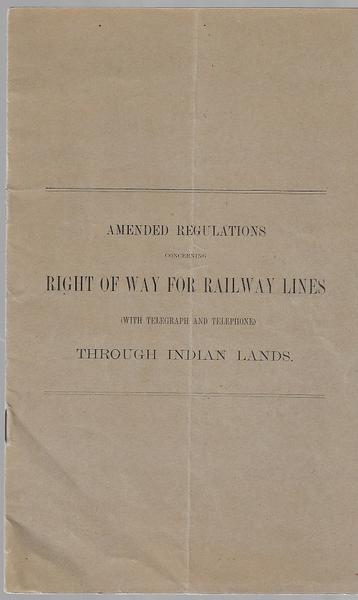 AMENDED REGULATIONS
CONCERNING
RIGHT OF WAY FOR RAILWAY LINES
(WITH TELEGRAPH AND TELEPHONE)
THROUGH INDIAN LANDS.